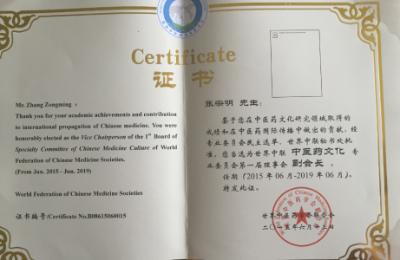 Certificate
证书
Mr. Zhang Zongming:
Thank you for your academic achievements and contribution
to international propagation of Chinese medicine. You were
honorably elected as the Vice Chairperson of the 1st Board of
Specialty Committee of Chinese Medicine Culture of World
Federation of Chinese Medicine Societies.
(From Jun. 2015 - Jun. 2019)
World Federation of Chinese Medicine Societies
证书编号/Certificate No.
张宗明 先生:
鉴于您在中医药文化研究领域取得的
成绩和在中医药国际传播中做出的贡献,经
专业委员会民主选举、世界中联秘书处批
准,您当选为世界中联 中医药文化 专
业委员会第一届理事会 副会长 。
任期(2015年06月-2019年06月)。
特发此证。
世界中医药学会联合会
二〇一五年六月十三日